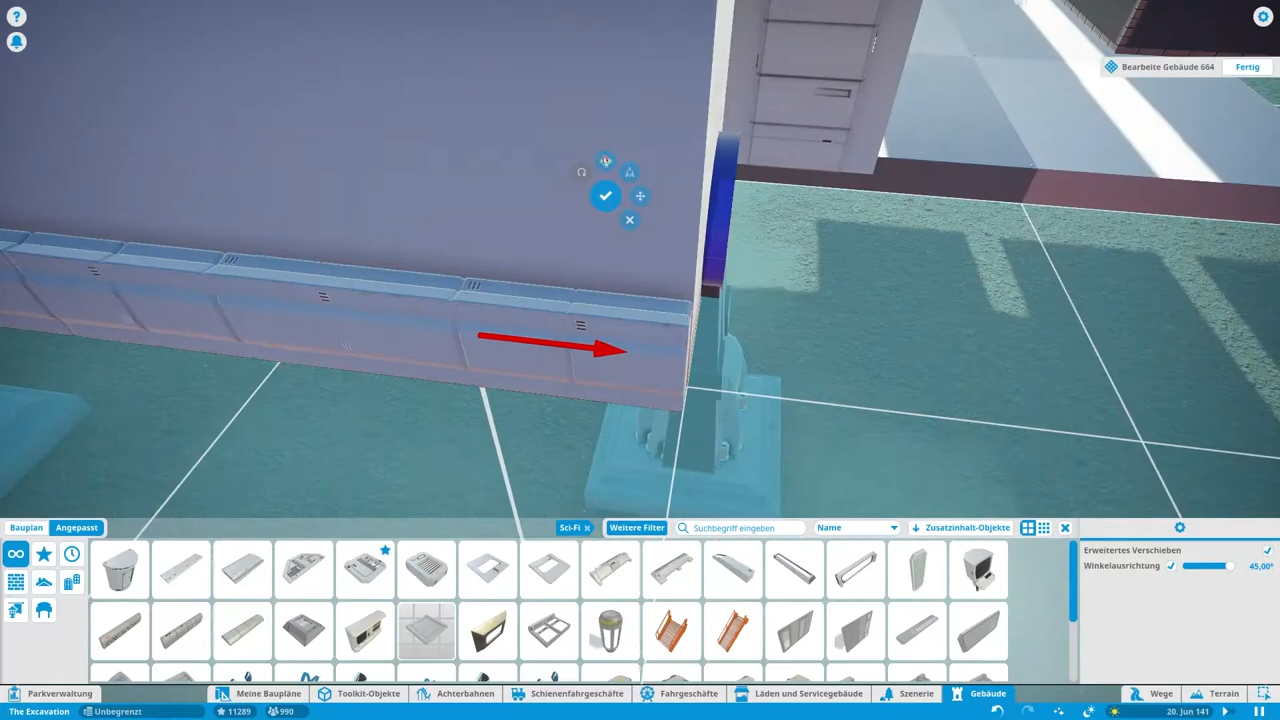 ?
Bearbeite Gebäude 664 Fertig
Bauplan Angepasst
Sci-Fi × Weitere Filter Suchbegriff eingeben Name Zusatzinhalt-Objekte
Erweitertes Verschieben
Winkelausrichtung 45,00°
Parkverwaltung Meine Baupläne Toolkit-Objekte Achterbahnen Schienenfahrgeschäfte Fahrgeschäfte Läden und Servicegebäude Szenerie Gebäude Wege Terrain
The Excavation Unbegrenzt 11289 990 20. Jun 141